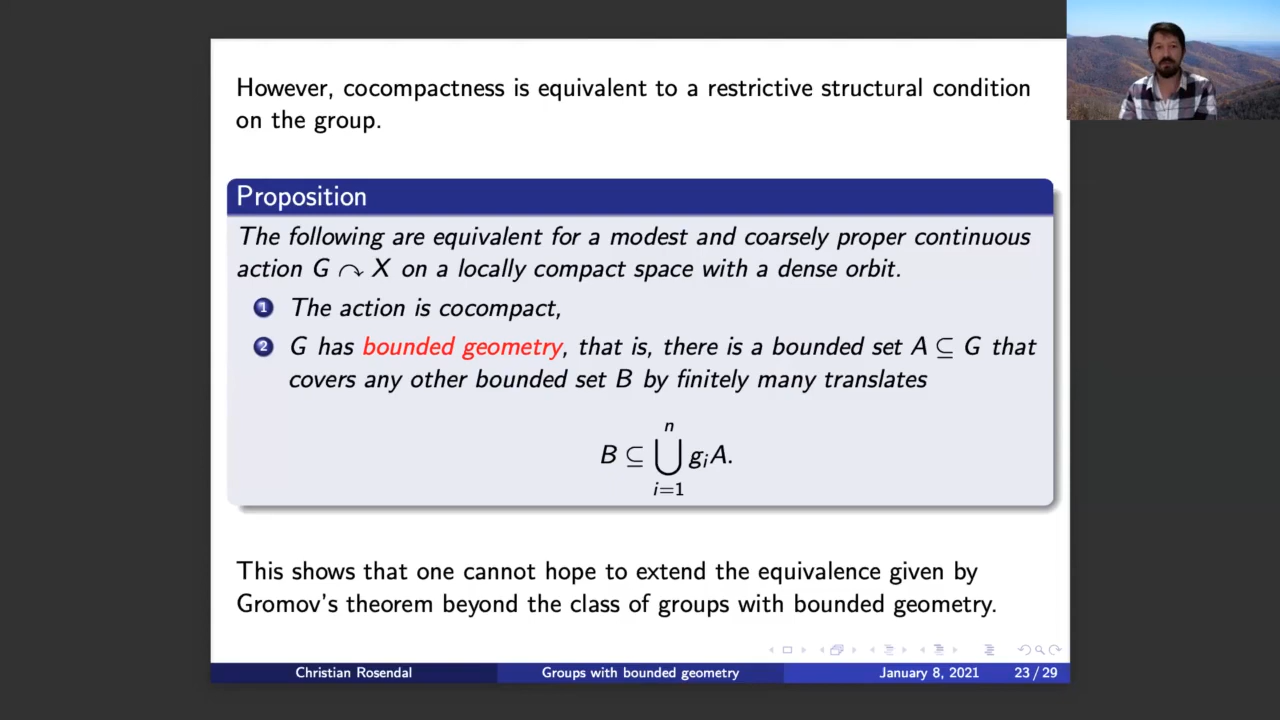 However, cocompactness is equivalent to a restrictive structural condition
on the group.
Proposition
The following are equivalent for a modest and coarsely proper continuous
action G ↷ X on a locally compact space with a dense orbit.
1 The action is cocompact,
2 G has bounded geometry, that is, there is a bounded set A ⊆ G that
covers any other bounded set B by finitely many translates
n
B ⊆ ⋃ gᵢA.
i=1
This shows that one cannot hope to extend the equivalence given by
Gromov's theorem beyond the class of groups with bounded geometry.
Christian Rosendal Groups with bounded geometry January 8, 2021 23 / 29